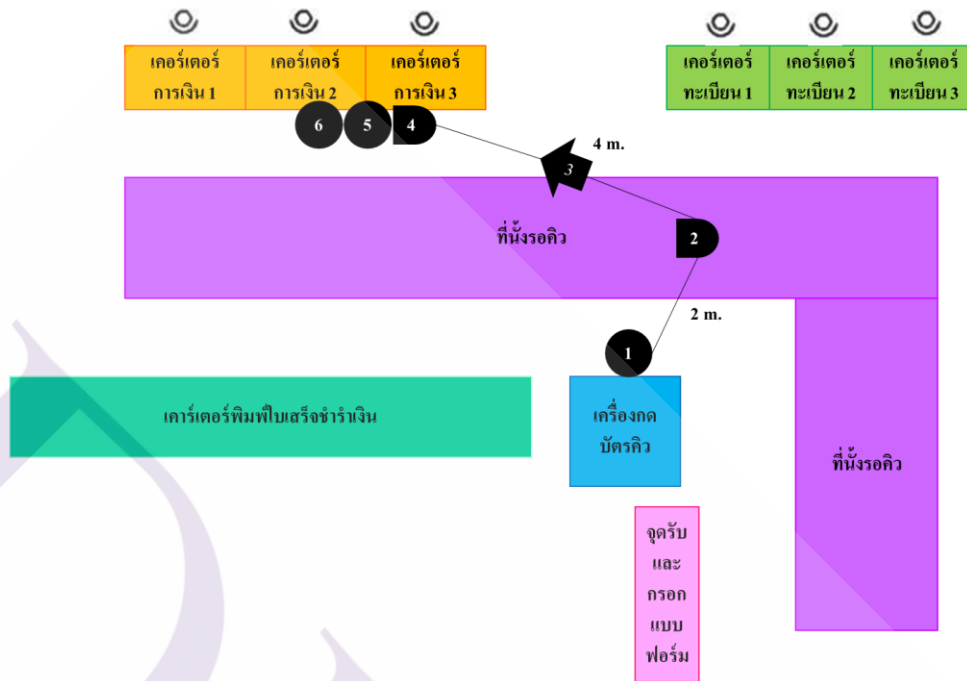 เคอร์เตอร์
การเงิน 1
เคอร์เตอร์
การเงิน 2
เคอร์เตอร์
การเงิน 3
เคอร์เตอร์
ทะเบียน 1
เคอร์เตอร์
ทะเบียน 2
เคอร์เตอร์
ทะเบียน 3
6
5
4
4 m.
3
ที่นั่งรอคิว
2
2 m.
1
เคาร์เตอร์พิมพ์ใบเสร็จชำรำเงิน
เครื่องกด
บัตรคิว
ที่นั่งรอคิว
จุดรับ
และ
กรอก
แบบ
ฟอร์ม